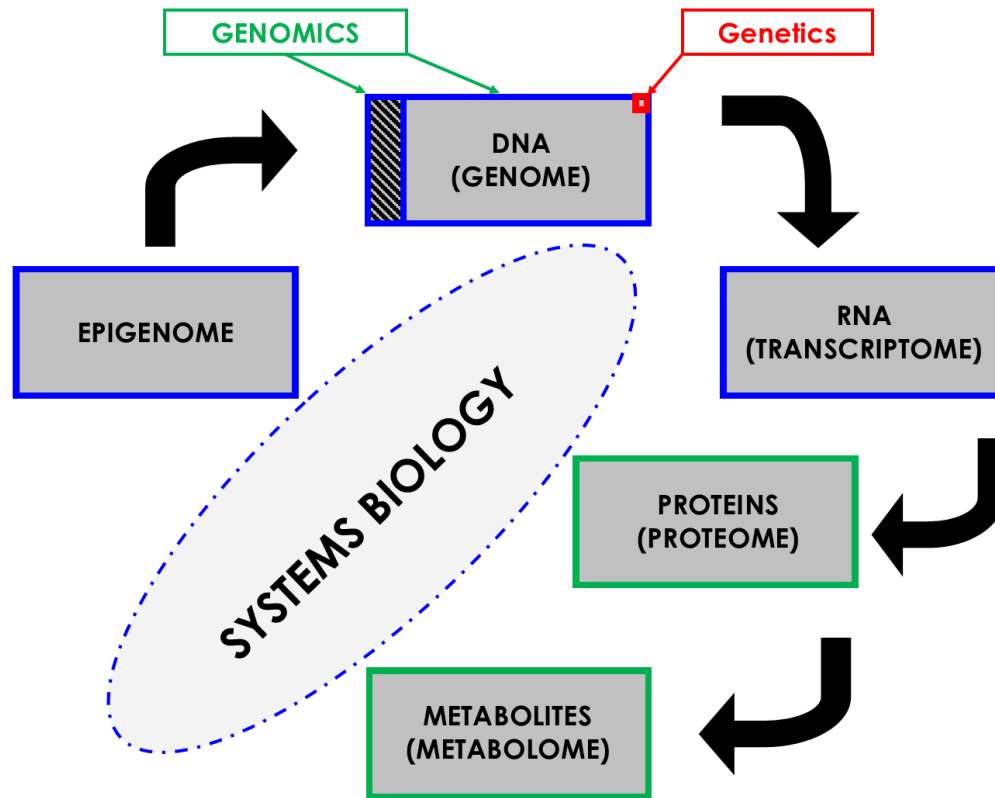 GENOMICS
Genetics
DNA
(GENOME)
EPIGENOME
RNA
(TRANSCRIPTOME)
SYSTEMS BIOLOGY
PROTEINS
(PROTEOME)
METABOLITES
(METABOLOME)